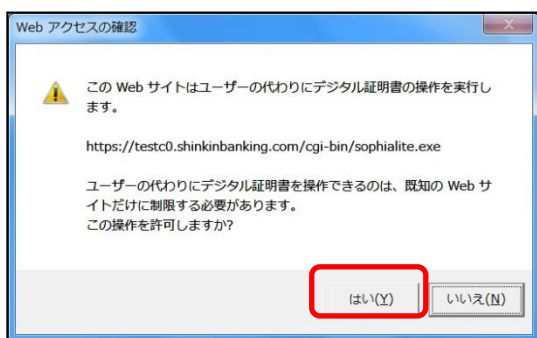 Web アクセスの確認
この Web サイトはユーザーの代わりにデジタル証明書の操作を実行し
ます。
https://testc0.shinkinbanking.com/cgi-bin/sophialite.exe
ユーザーの代わりにデジタル証明書を操作できるのは、既知の Web サ
イトだけに制限する必要があります。
この操作を許可しますか?
はい(Y)
いいえ(N)